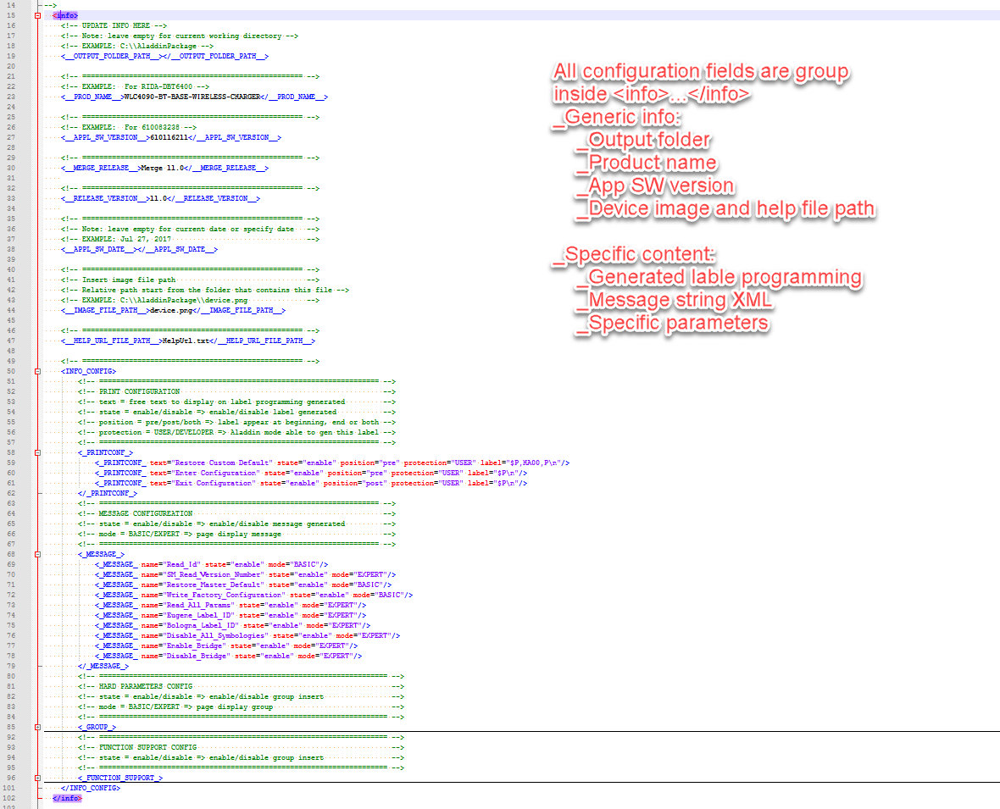 14 -->
15 <info>
16 <!-- UPDATE INFO HERE -->
17 <!-- Note: leave empty for current working directory -->
18 <!-- EXAMPLE: C:\\AladdinPackage -->
19 <__OUTPUT_FOLDER_PATH__></__OUTPUT_FOLDER_PATH__>
20
21 <!-- ==================================================== -->
22 <!-- EXAMPLE:  For RIDA-DBT6400 -->
23 <__PROD_NAME__>WLC4090-BT-BASE-WIRELESS-CHARGER</__PROD_NAME__>
24
25 <!-- ==================================================== -->
26 <!-- EXAMPLE:  For 610083238 -->
27 <__APPL_SW_VERSION__>610116211</__APPL_SW_VERSION__>
28
29 <!-- ==================================================== -->
30 <__MERGE_RELEASE__>Merge 11.0</__MERGE_RELEASE__>
31
32 <!-- ==================================================== -->
33 <__RELEASE_VERSION__>11.0</__RELEASE_VERSION__>
34
35 <!-- ==================================================== -->
36 <!-- Note: leave empty for current date or specify date   -->
37 <!-- EXAMPLE: Jul 27, 2017                                -->
38 <__APPL_SW_DATE__></__APPL_SW_DATE__>
39
40 <!-- ==================================================== -->
41 <!-- Insert image file path                               -->
42 <!-- Relative path start from the folder that contains this file -->
43 <!-- EXAMPLE: C:\\AladdinPackage\\device.png              -->
44 <__IMAGE_FILE_PATH__>device.png</__IMAGE_FILE_PATH__>
45
46 <!-- ==================================================== -->
47 <__HELP_URL_FILE_PATH__>HelpUrl.txt</__HELP_URL_FILE_PATH__>
48
49 <!-- ==================================================== -->
50 <INFO_CONFIG>
51 <!-- ================================================================== -->
52 <!-- PRINT CONFIGURATION                                                -->
53 <!-- text = free text to display on label programming generated         -->
54 <!-- state = enable/disable => enable/disable label generated           -->
55 <!-- position = pre/post/both => label appear at beginning, end or both -->
56 <!-- protection = USER/DEVELOPER => Aladdin mode able to gen this label -->
57 <!-- ================================================================== -->
58 <_PRINTCONF_>
59 <_PRINTCONF_ text="Restore Custom Default" state="enable" position="pre" protection="USER" label="$P,HA00,P\n"/>
60 <_PRINTCONF_ text="Enter Configuration" state="enable" position="pre" protection="USER" label="$P\n"/>
61 <_PRINTCONF_ text="Exit Configuration" state="enable" position="post" protection="USER" label="$P\n"/>
62 </_PRINTCONF_>
63 <!-- ================================================================== -->
64 <!-- MESSAGE CONFIGUREATION                                             -->
65 <!-- state = enable/disable => enable/disable message generated         -->
66 <!-- mode = BASIC/EXPERT => page display message                        -->
67 <!-- ================================================================== -->
68 <_MESSAGE_>
69 <_MESSAGE_ name="Read_Id" state="enable" mode="BASIC"/>
70 <_MESSAGE_ name="SM_Read_Version_Number" state="enable" mode="EXPERT"/>
71 <_MESSAGE_ name="Restore_Master_Default" state="enable" mode="BASIC"/>
72 <_MESSAGE_ name="Write_Factory_Configuration" state="enable" mode="BASIC"/>
73 <_MESSAGE_ name="Read_All_Params" state="enable" mode="EXPERT"/>
74 <_MESSAGE_ name="Eugene_Label_ID" state="enable" mode="EXPERT"/>
75 <_MESSAGE_ name="Bologna_Label_ID" state="enable" mode="EXPERT"/>
76 <_MESSAGE_ name="Disable_All_Symbologies" state="enable" mode="EXPERT"/>
77 <_MESSAGE_ name="Enable_Bridge" state="enable" mode="EXPERT"/>
78 <_MESSAGE_ name="Disable_Bridge" state="enable" mode="EXPERT"/>
79 </_MESSAGE_>
80 <!-- ==================================================================== -->
81 <!-- HARD PARAMETERS CONFIG                                               -->
82 <!-- state = enable/disable => enable/disable group insert                -->
83 <!-- mode = BASIC/EXPERT => page display group                            -->
84 <!-- ==================================================================== -->
85 <_GROUP_>
92 <!-- ==================================================================== -->
93 <!-- FUNCTION SUPPORT CONFIG                                              -->
94 <!-- state = enable/disable => enable/disable group insert                -->
95 <!-- ==================================================================== -->
96 <_FUNCTION_SUPPORT_>
101 </INFO_CONFIG>
102 </info>
103
All configuration fields are group
inside <info>...</info>
_Generic info:
_Output folder
_Product name
_App SW version
_Device image and help file path
_Specific content:
_Generated lable programming
_Message string XML
_Specific parameters